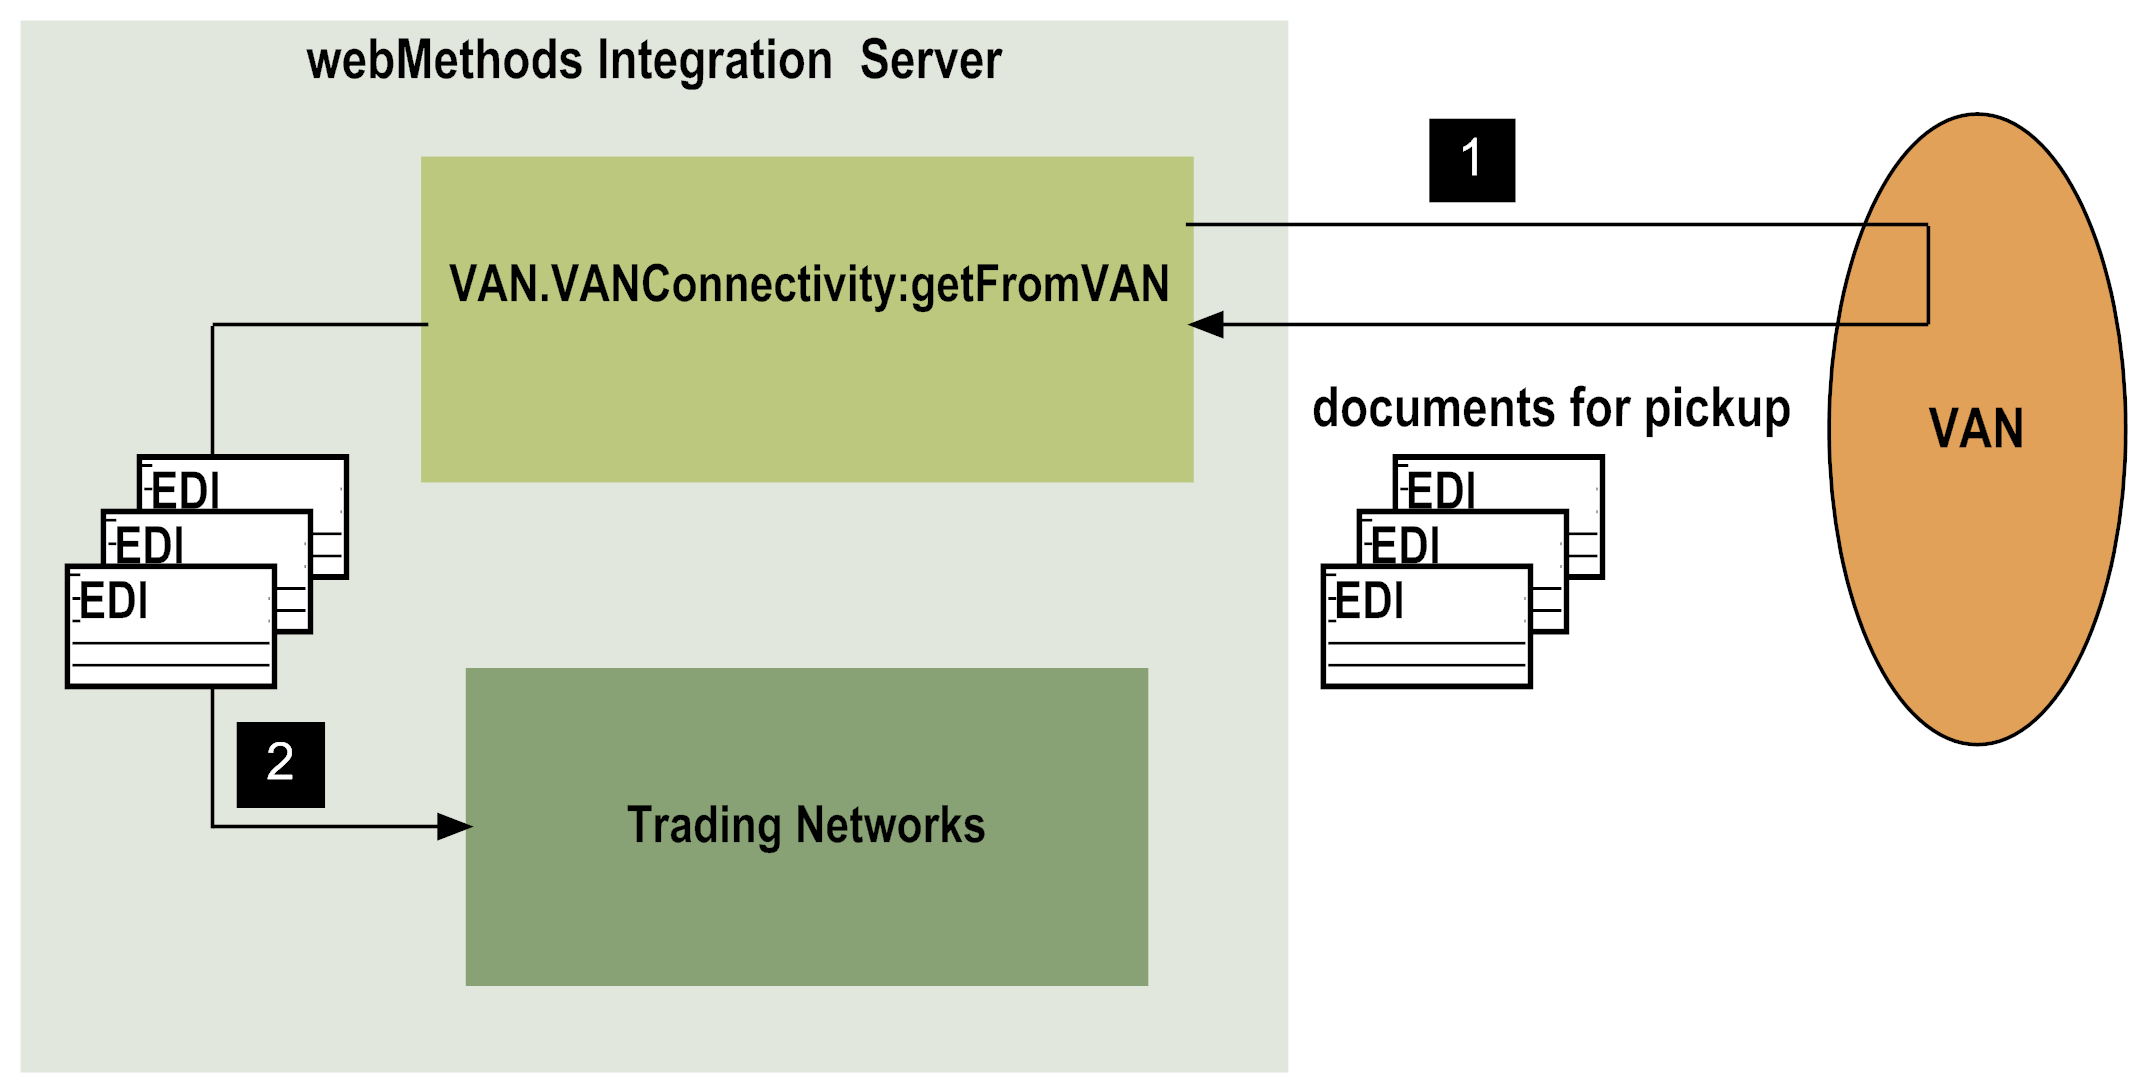 webMethods Integration  Server
1
VAN.VANConnectivity:getFromVAN
documents for pickup
VAN
EDI
EDI
EDI
EDI
EDI
EDI
2
Trading Networks